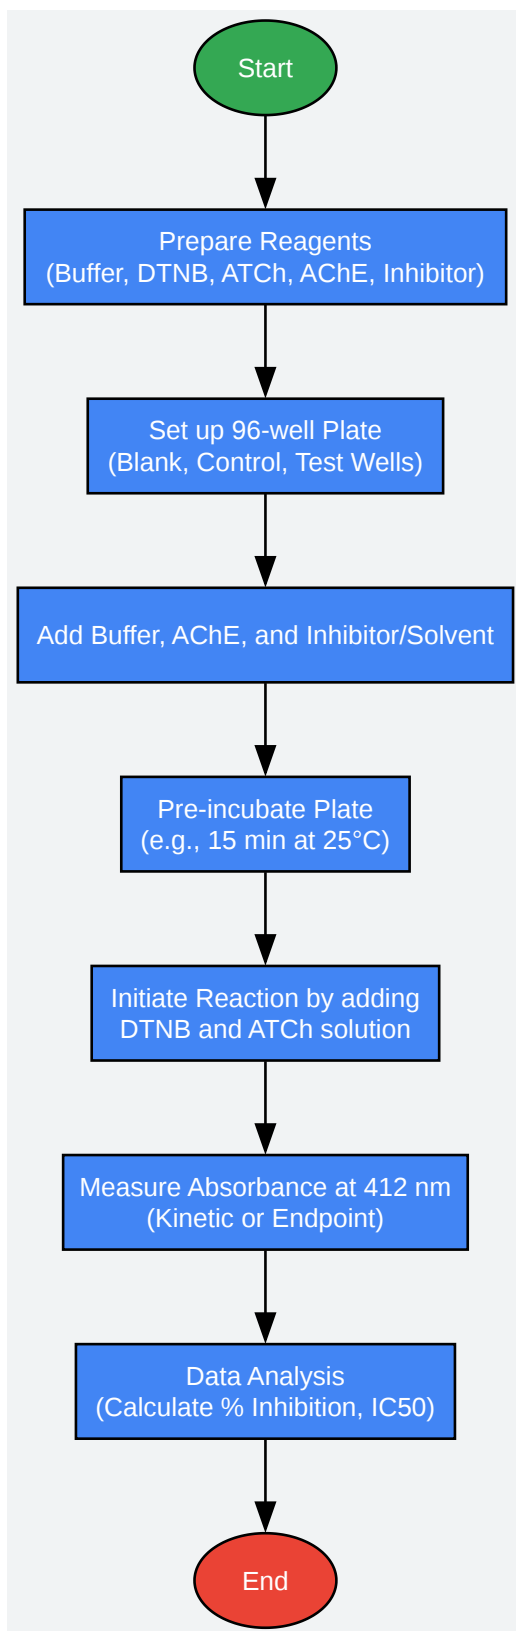 Start
Prepare Reagents
(Buffer, DTNB, ATCh, AChE, Inhibitor)
Set up 96-well Plate
(Blank, Control, Test Wells)
Add Buffer, AChE, and Inhibitor/Solvent
Pre-incubate Plate
(e.g., 15 min at 25°C)
Initiate Reaction by adding
DTNB and ATCh solution
Measure Absorbance at 412 nm
(Kinetic or Endpoint)
Data Analysis
(Calculate % Inhibition, IC50)
End